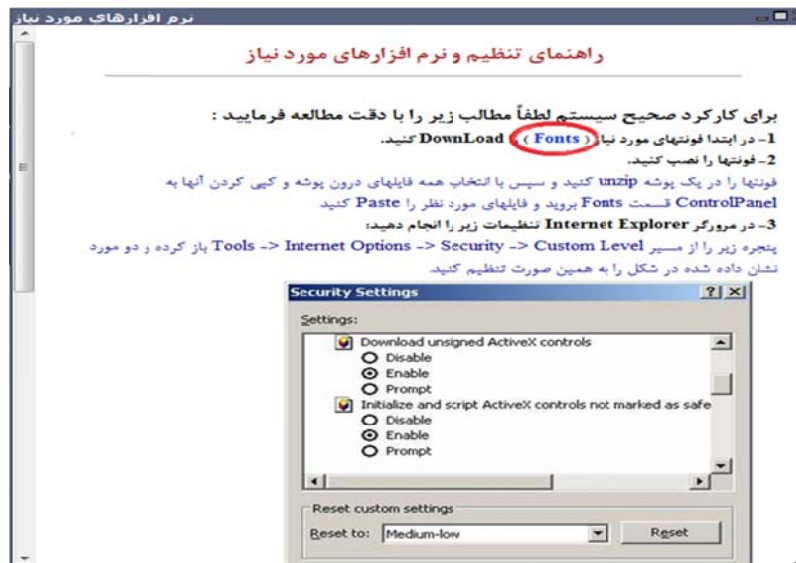 نرم افزارهای مورد نیاز
راهنمای تنظیم و نرم افزارهای مورد نیاز
برای کارکرد صحیح سیستم لطفاً مطالب زیر را با دقت مطالعه فرمایید :
1- در ابتدا فونتهای مورد نیاز ( Fonts ) DownLoad کنید.
2- فونتها را نصب کنید.
فونتها را در یک پوشه unzip کنید و سپس با انتخاب همه فایلهای درون پوشه و کپی کردن آنها به
ControlPanel قسمت Fonts بروید و فایلهای مورد نظر را Paste کنید
3- در مرورگر Internet Explorer تنظیمات زیر را انجام دهید:
پنجره زیر را از مسیر Tools -> Internet Options -> Security -> Custom Level باز کرده و دو مورد
نشان داده شده در شکل را به همین صورت تنظیم کنید.
Security Settings
Settings:
Download unsigned ActiveX controls
Disable
Enable
Prompt
Initialize and script ActiveX controls not marked as safe
Disable
Enable
Prompt
Reset custom settings
Reset to: Medium-low Reset